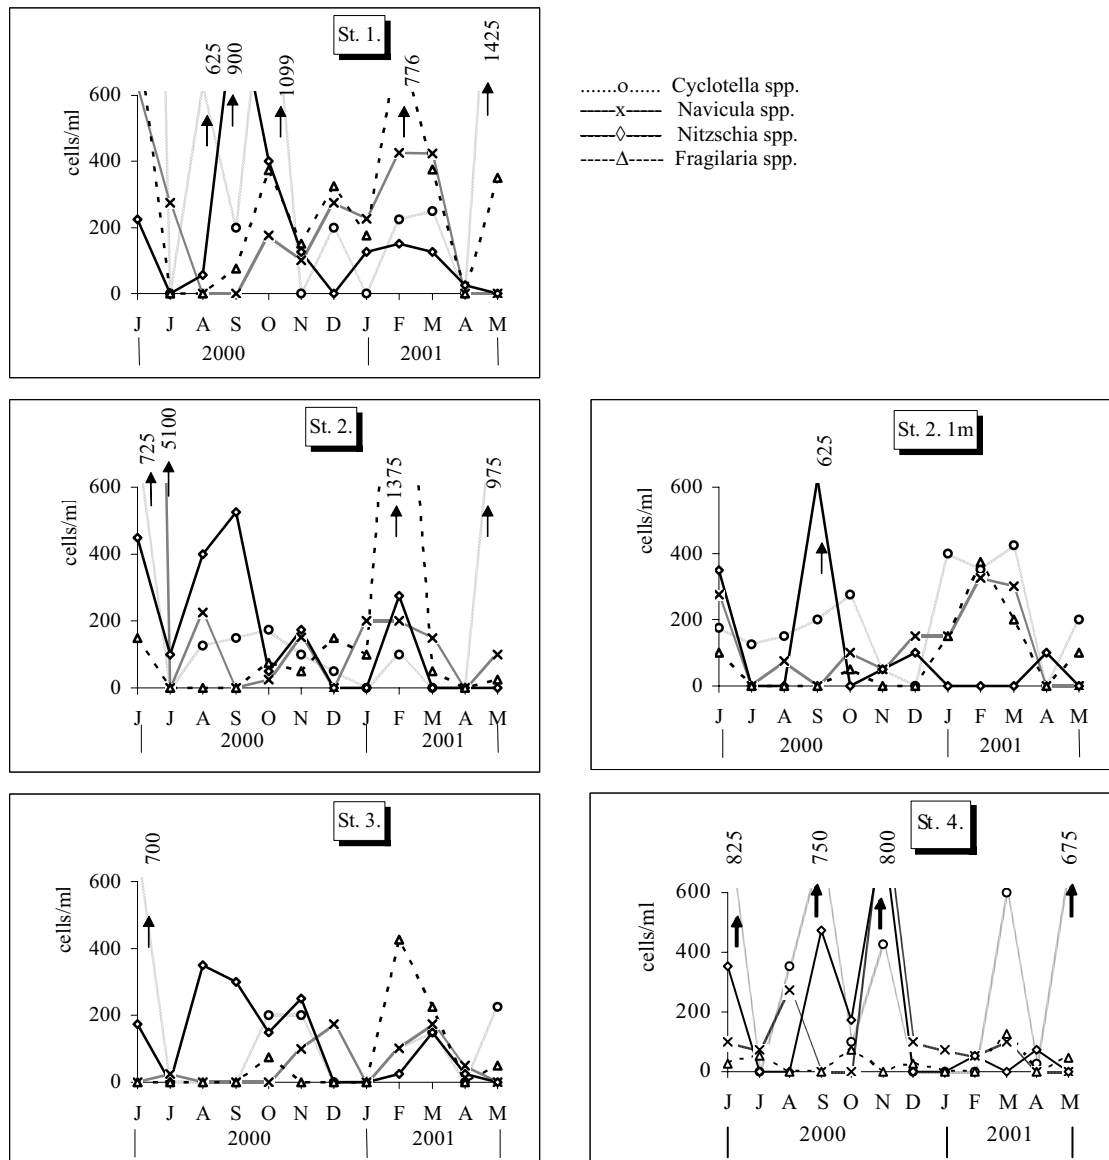 St. 1.
625
900
1099
776
1425
cells/ml
600
400
200
0
J J A S O N D J F M A M
2000 2001
.......o...... Cyclotella spp.
-----x----- Navicula spp.
-----◊----- Nitzschia spp.
-----Δ----- Fragilaria spp.
St. 2.
725
5100
1375
975
cells/ml
600
400
200
0
J J A S O N D J F M A M
2000 2001
St. 2. 1m
625
cells/ml
600
400
200
0
J J A S O N D J F M A M
2000 2001
St. 3.
700
cells/ml
600
400
200
0
J J A S O N D J F M A M
2000 2001
St. 4.
825
750
800
675
cells/ml
600
400
200
0
J J A S O N D J F M A M
2000 2001